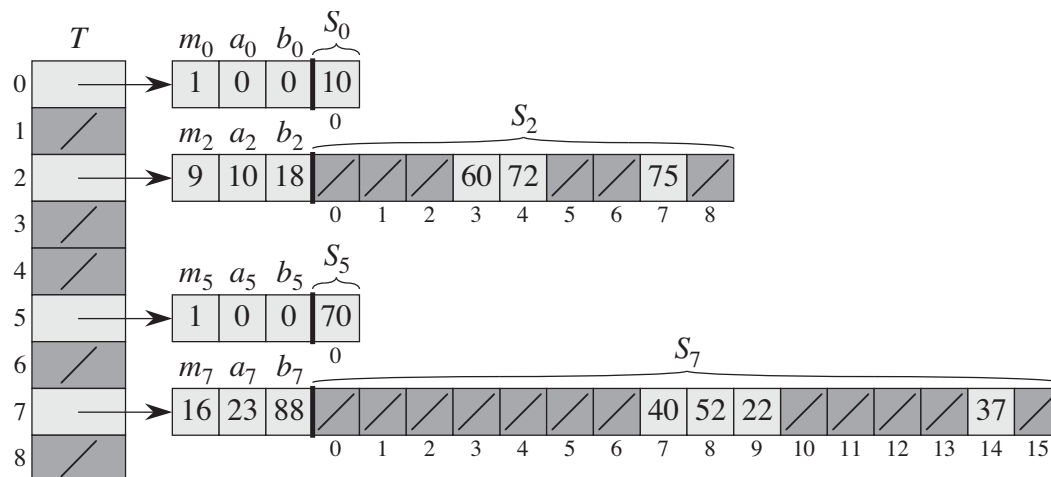 T
m₀ a₀ b₀ S₀
0 1 0 0 10
0
1
m₂ a₂ b₂ S₂
2 9 10 18 60 72 75
0 1 2 3 4 5 6 7 8
3
4
m₅ a₅ b₅ S₅
5 1 0 0 70
0
6
m₇ a₇ b₇ S₇
7 16 23 88 40 52 22 37
0 1 2 3 4 5 6 7 8 9 10 11 12 13 14 15
8